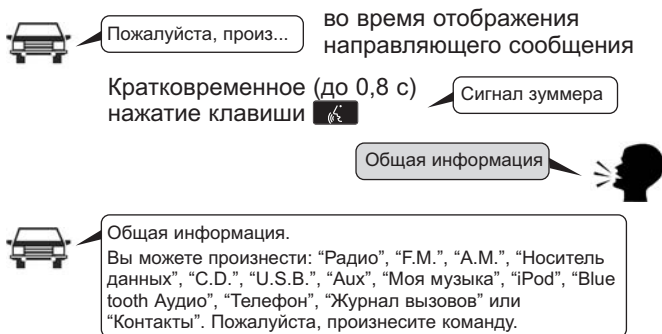 Пожалуйста, произ...
во время отображения
направляющего сообщения
Кратковременное (до 0,8 с)
нажатие клавиши
Сигнал зуммера
Общая информация
Общая информация.
Вы можете произнести: “Радио”, “F.M.”, “A.M.”, “Носитель
данных”, “C.D.”, “U.S.B.”, “Aux”, “Моя музыка”, “iPod”, “Blue
tooth Аудио”, “Телефон”, “Журнал вызовов” или
“Контакты”. Пожалуйста, произнесите команду.